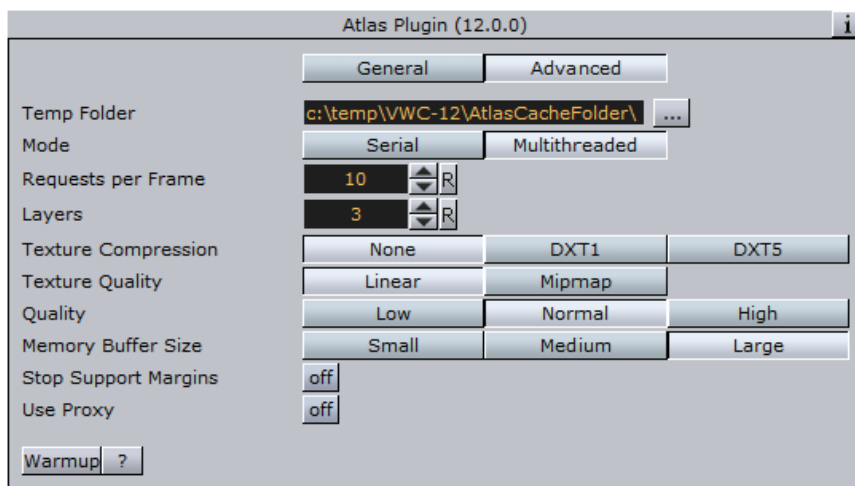 Atlas Plugin (12.0.0) i
General Advanced
Temp Folder c:\temp\VWC-12\AtlasCacheFolder\ ...
Mode Serial Multithreaded
Requests per Frame 10 R
Layers 3 R
Texture Compression None DXT1 DXT5
Texture Quality Linear Mipmap
Quality Low Normal High
Memory Buffer Size Small Medium Large
Stop Support Margins off
Use Proxy off
Warmup ?